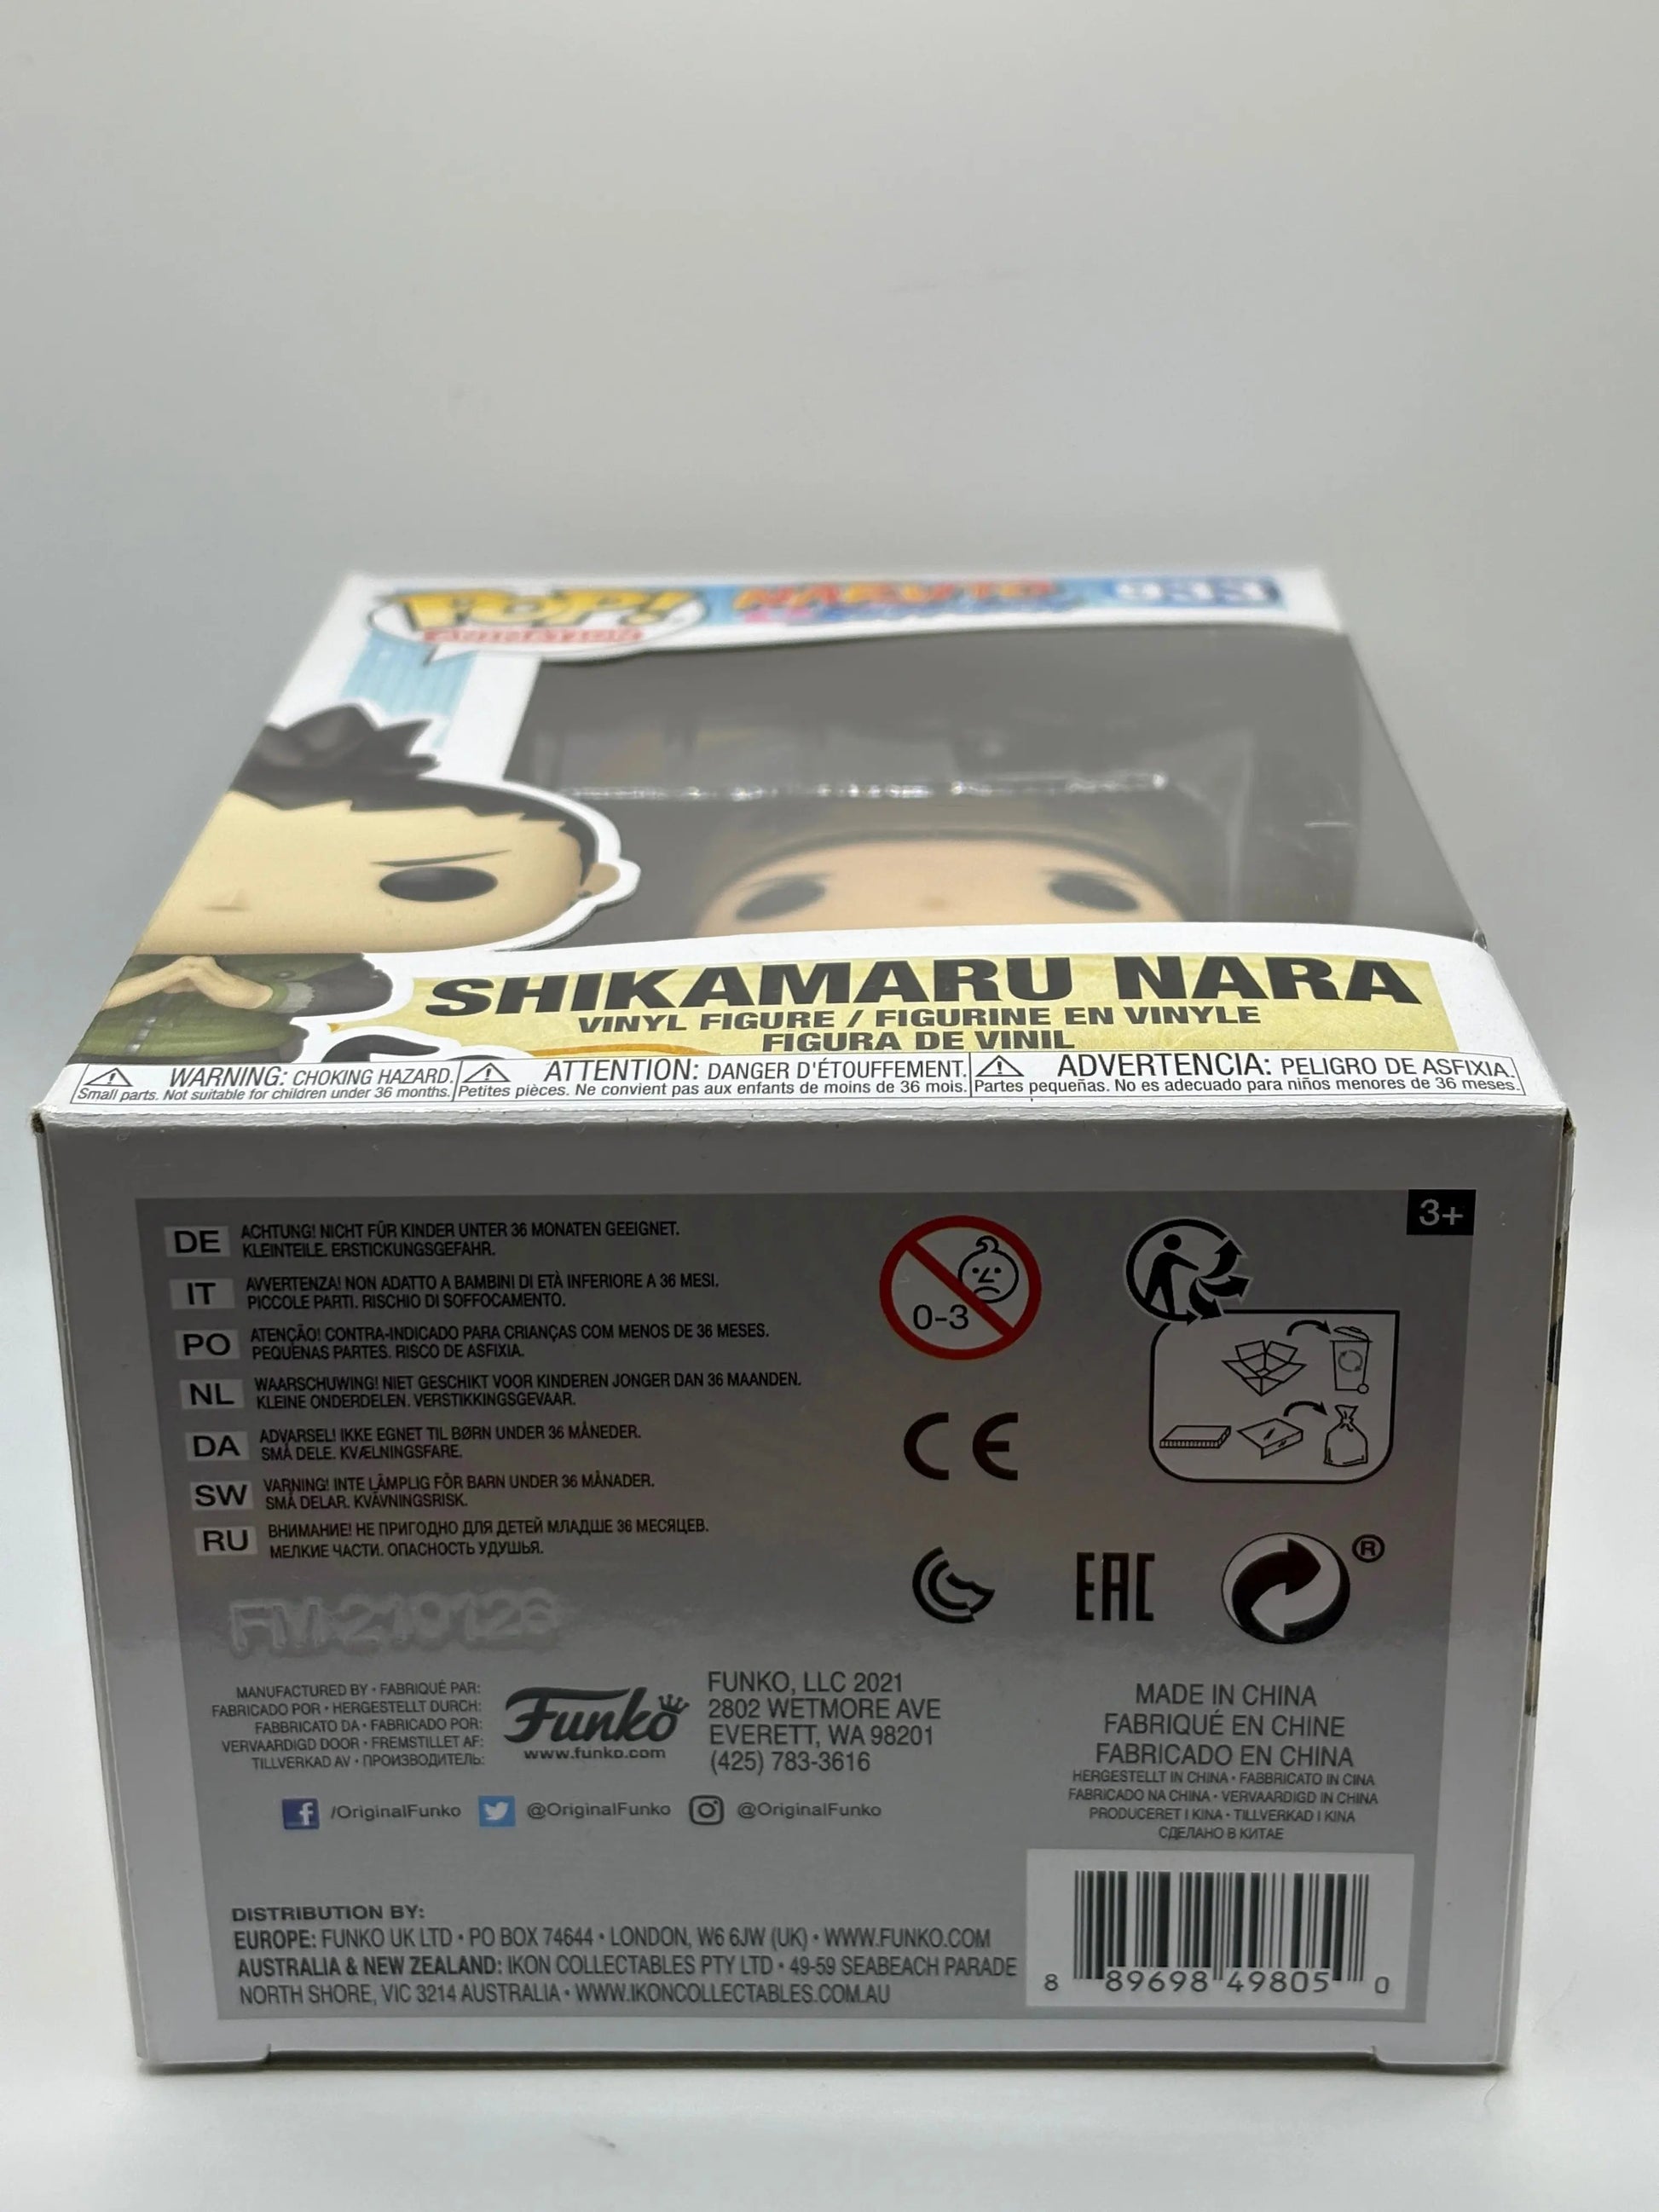 POP!
ANIMATION
NARUTO
933
SHIKAMARU NARA
VINYL FIGURE / FIGURINE EN VINYLE
FIGURA DE VINIL
WARNING: CHOKING HAZARD.
Small parts. Not suitable for children under 36 months.
ATTENTION: DANGER D'ÉTOUFFEMENT.
Petites pièces. Ne convient pas aux enfants de moins de 36 mois.
ADVERTENCIA: PELIGRO DE ASFIXIA.
Partes pequeñas. No es adecuado para niños menores de 36 meses.
3+
DE ACHTUNG! NICHT FÜR KINDER UNTER 36 MONATEN GEEIGNET.
KLEINTEILE. ERSTICKUNGSGEFAHR.
IT AVVERTENZA! NON ADATTO A BAMBINI DI ETÀ INFERIORE A 36 MESI.
PICCOLE PARTI. RISCHIO DI SOFFOCAMENTO.
PO ATENÇÃO! CONTRA-INDICADO PARA CRIANÇAS COM MENOS DE 36 MESES.
PEQUENAS PARTES. RISCO DE ASFIXIA.
NL WAARSCHUWING! NIET GESCHIKT VOOR KINDEREN JONGER DAN 36 MAANDEN.
KLEINE ONDERDELEN. VERSTIKKINGSGEVAAR.
DA ADVARSEL! IKKE EGNET TIL BØRN UNDER 36 MÅNEDER.
SMÅ DELE. KVÆLNINGSFARE.
SW VARNING! INTE LÄMPLIG FÖR BARN UNDER 36 MÅNADER.
SMÅ DELAR. KVÄVNINGSRISK.
RU ВНИМАНИЕ! НЕ ПРИГОДНО ДЛЯ ДЕТЕЙ МЛАДШЕ 36 МЕСЯЦЕВ.
МЕЛКИЕ ЧАСТИ. ОПАСНОСТЬ УДУШЬЯ.
0-3
CE
EAC
®
FM-210126
MANUFACTURED BY • FABRIQUÉ PAR:
FABRICADO POR • HERGESTELLT DURCH:
FABBRICATO DA • FABRICADO POR:
VERVAARDIGD DOOR • FREMSTILLET AF:
TILLVERKAD AV • ПРОИЗВОДИТЕЛЬ:
Funko
www.funko.com
FUNKO, LLC 2021
2802 WETMORE AVE
EVERETT, WA 98201
(425) 783-3616
/OriginalFunko @OriginalFunko @OriginalFunko
MADE IN CHINA
FABRIQUÉ EN CHINE
FABRICADO EN CHINA
HERGESTELLT IN CHINA • FABBRICATO IN CINA
FABRICADO NA CHINA • VERVAARDIGD IN CHINA
PRODUCERET I KINA • TILLVERKAD I KINA
СДЕЛАНО В КИТАЕ
DISTRIBUTION BY:
EUROPE: FUNKO UK LTD • PO BOX 74644 • LONDON, W6 6JW (UK) • WWW.FUNKO.COM
AUSTRALIA & NEW ZEALAND: IKON COLLECTABLES PTY LTD • 49-59 SEABEACH PARADE
NORTH SHORE, VIC 3214 AUSTRALIA • WWW.IKONCOLLECTABLES.COM.AU
8 89698 49805 0